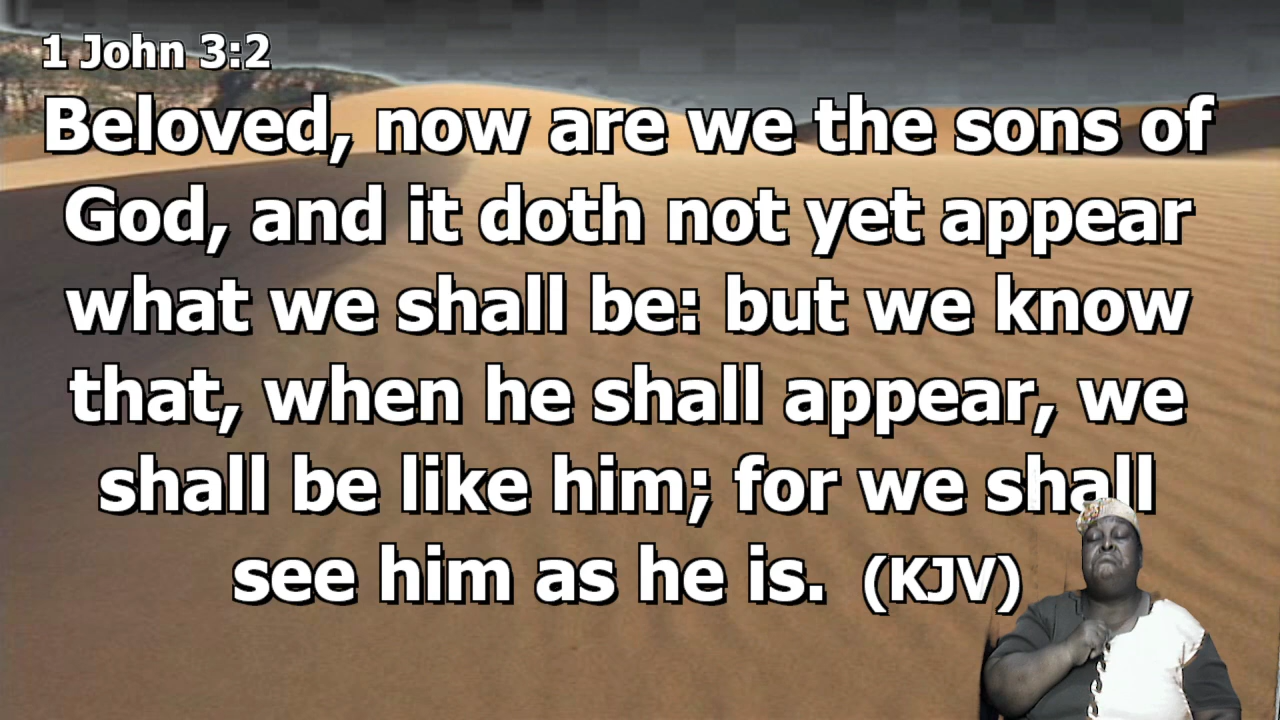 1 John 3:2
Beloved, now are we the sons of
God, and it doth not yet appear
what we shall be: but we know
that, when he shall appear, we
shall be like him; for we shall
see him as he is. (KJV)